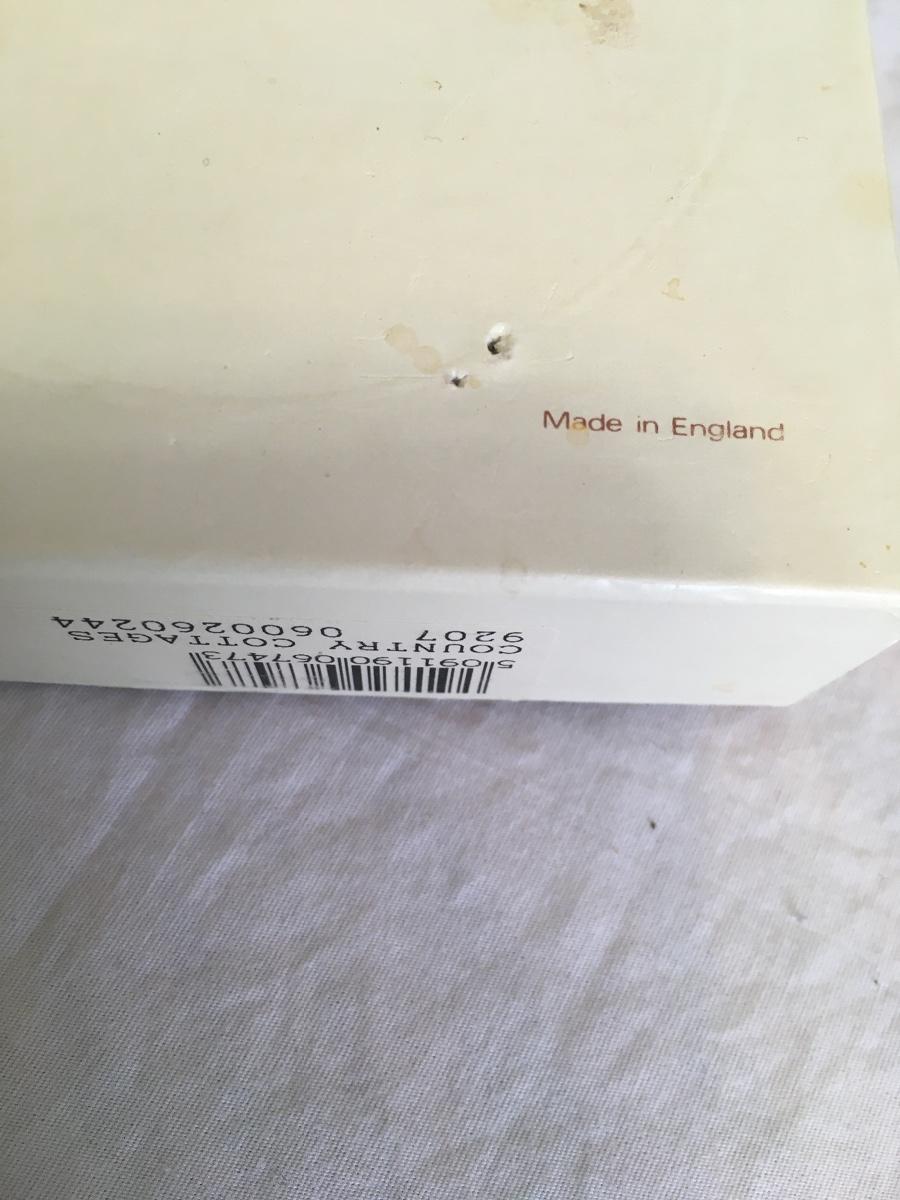 Made in England
5 091190 067473
COUNTRY COTTAGES
9207 0600260244